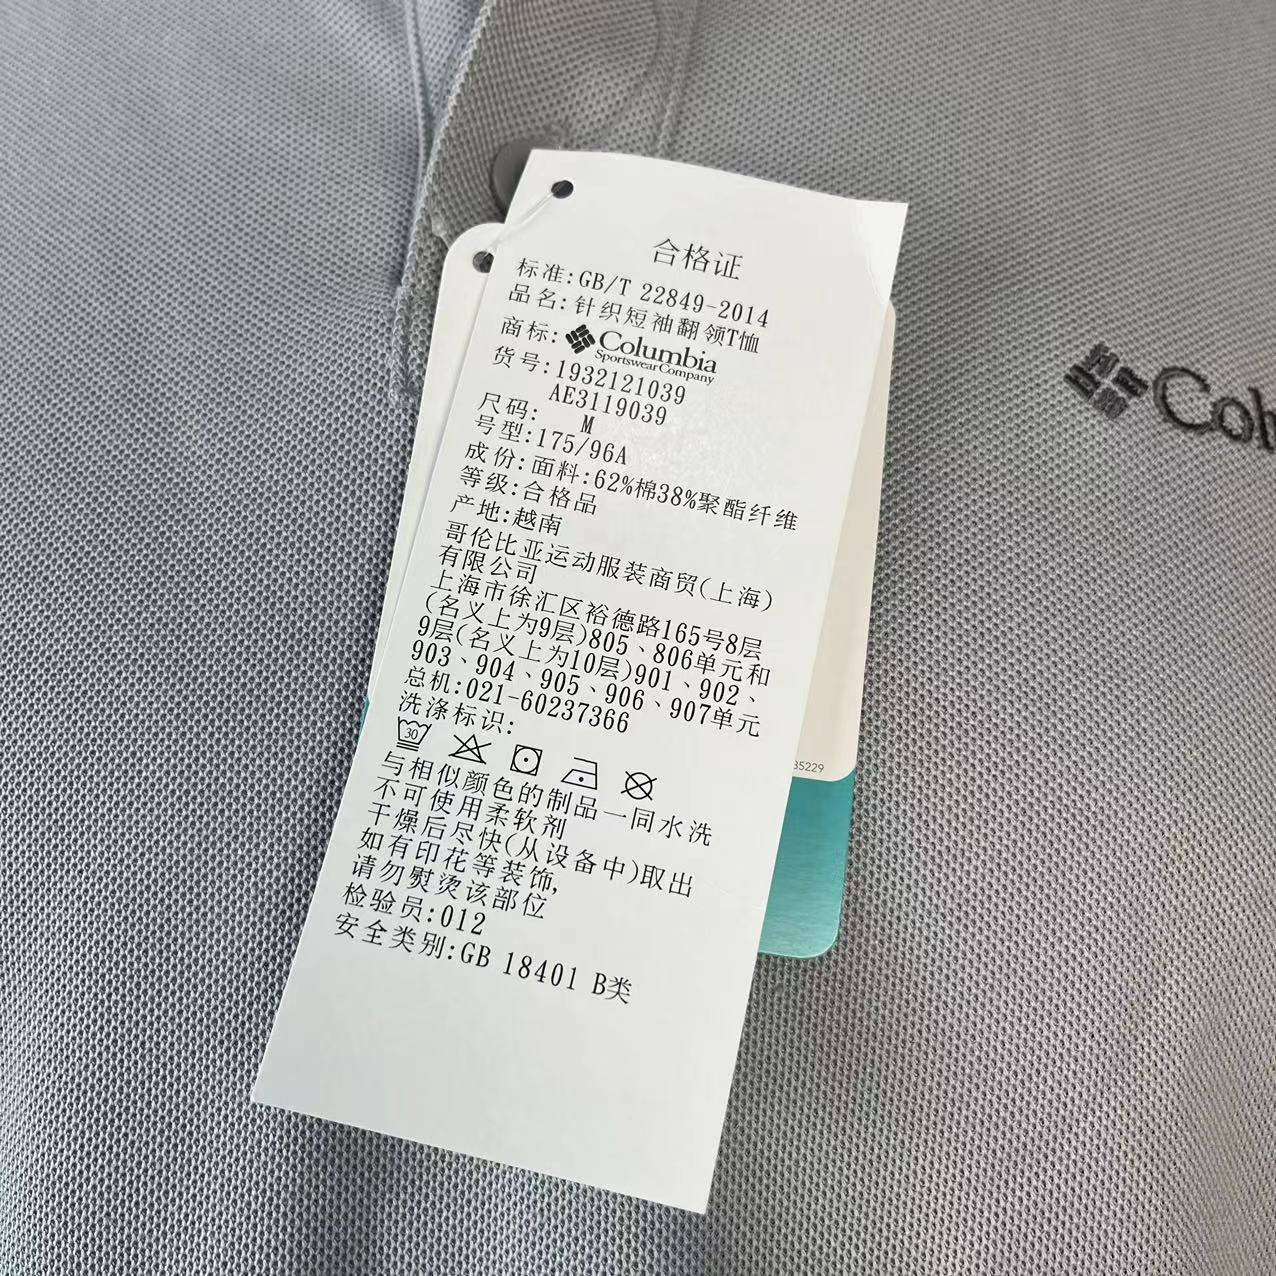 合格证
标准:GB/T 22849-2014
品名:针织短袖翻领T恤
商标:Columbia
Sportswear Company
货号:1932121039
AE3119039
尺码: M
号型:175/96A
成份:面料:62%棉38%聚酯纤维
等级:合格品
产地:越南
哥伦比亚运动服装商贸(上海)
有限公司
上海市徐汇区裕德路165号8层
(名义上为9层)805、806单元和
9层(名义上为10层)901、902、
903、904、905、906、907单元
总机:021-60237366
洗涤标识:
30
与相似颜色的制品一同水洗
不可使用柔软剂
干燥后尽快(从设备中)取出
如有印花等装饰,
请勿熨烫该部位
检验员:012
安全类别:GB 18401 B类
35229